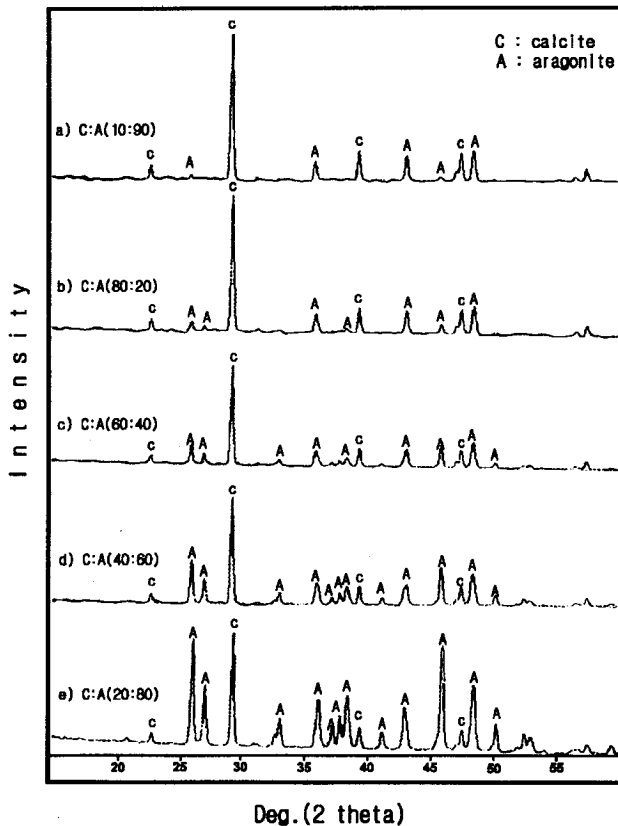 C
C : calcite
A : aragonite
a) C:A(10:90)
C A A C A A C A
C
b) C:A(80:20)
C A A A A C A A C A
C
c) C:A(60:40)
C A A A A A C A A C A A
C
d) C:A(40:60)
C A A A A A A A C A A A C A A
C
e) C:A(20:80)
C A A A A A A C A A A C A A
20 25 30 35 40 45 50 55
Intensity
Deg.(2 theta)